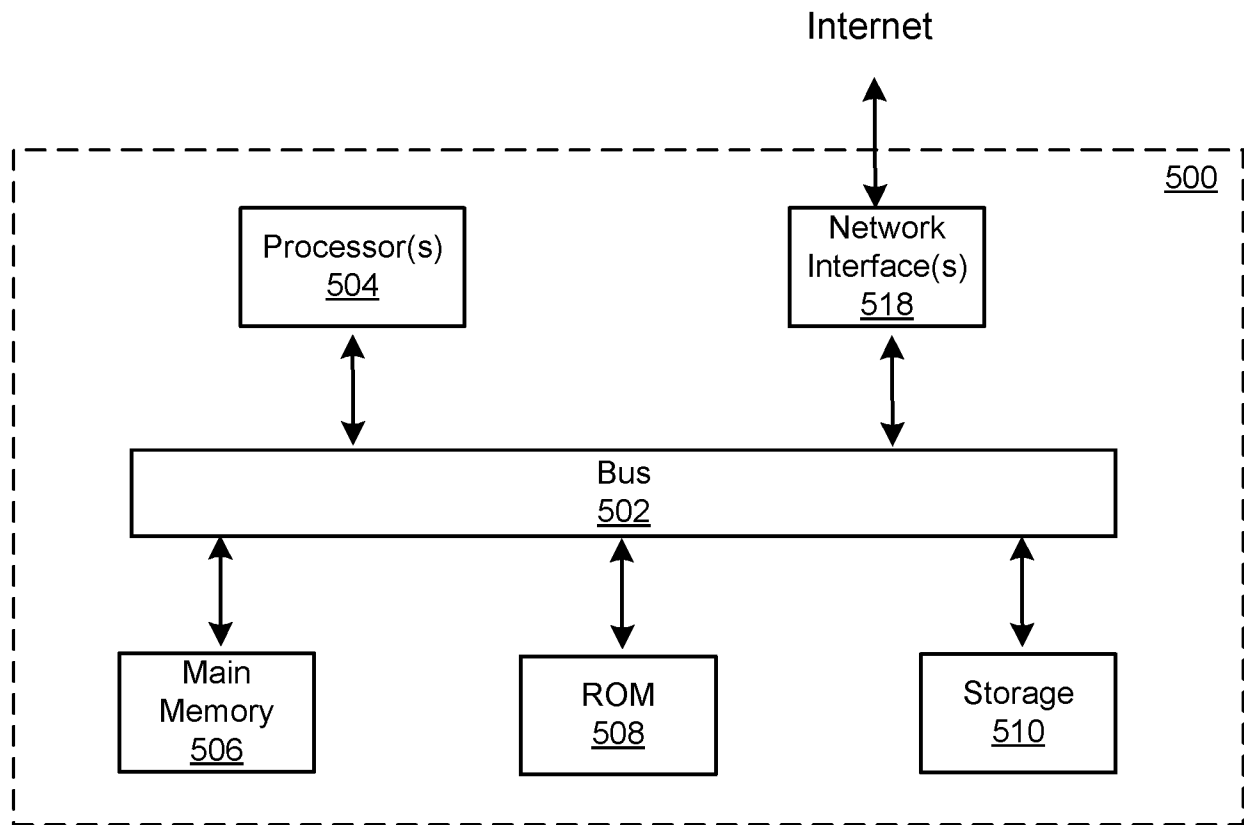 Internet
500
Processor(s)
504
Network
Interface(s)
518
Bus
502
Main
Memory
506
ROM
508
Storage
510